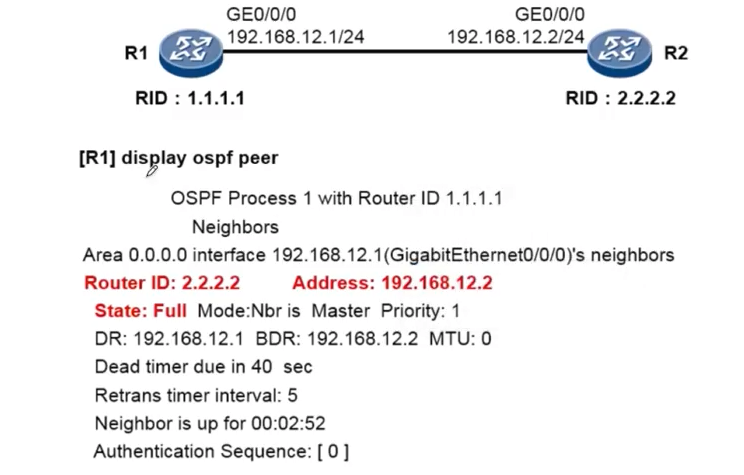 GE0/0/0 GE0/0/0
192.168.12.1/24 192.168.12.2/24
R1 R2
RID : 1.1.1.1 RID : 2.2.2.2
[R1] display ospf peer
OSPF Process 1 with Router ID 1.1.1.1
Neighbors
Area 0.0.0.0 interface 192.168.12.1(GigabitEthernet0/0/0)'s neighbors
Router ID: 2.2.2.2 Address: 192.168.12.2
State: Full Mode:Nbr is Master Priority: 1
DR: 192.168.12.1 BDR: 192.168.12.2 MTU: 0
Dead timer due in 40 sec
Retrans timer interval: 5
Neighbor is up for 00:02:52
Authentication Sequence: [ 0 ]